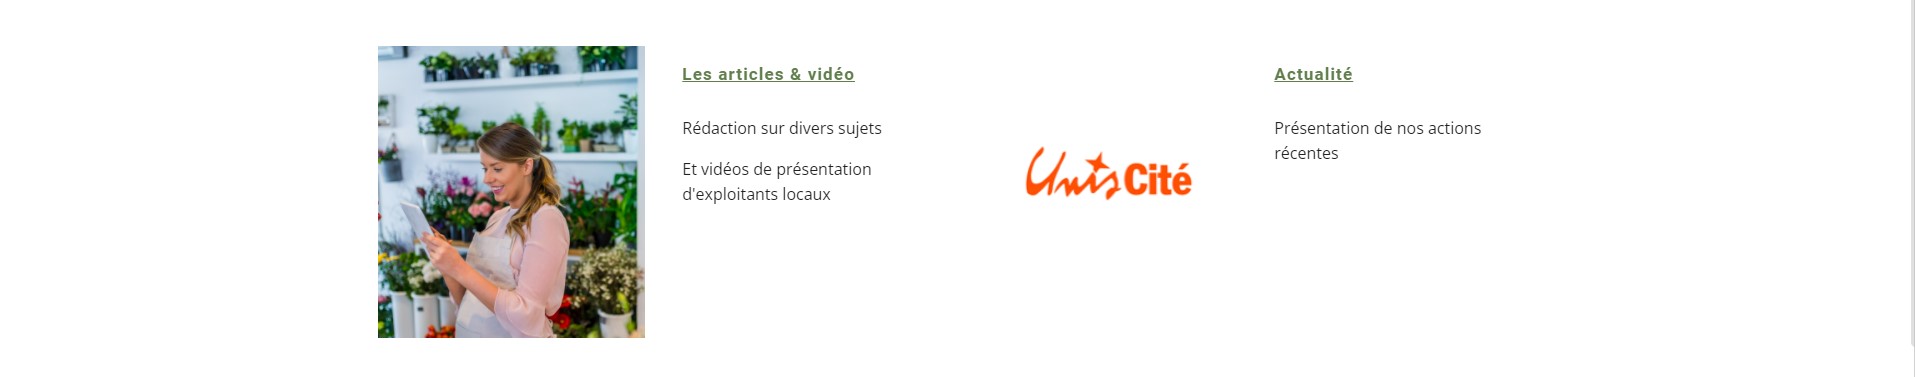 Les articles & vidéo
Rédaction sur divers sujets
Et vidéos de présentation
d'exploitants locaux
Unis Cité
Actualité
Présentation de nos actions
récentes